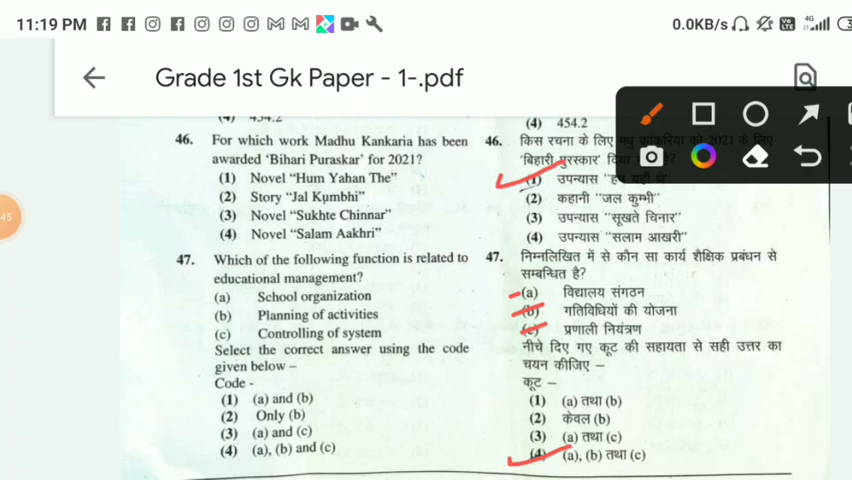 11:19 PM
0.0KB/s
4G
Grade 1st Gk Paper - 1-.pdf
(4) 454.2
46. For which work Madhu Kankaria has been
awarded 'Bihari Puraskar' for 2021?
(1) Novel "Hum Yahan The"
(2) Story "Jal Kumbhi"
(3) Novel "Sukhte Chinnar"
(4) Novel "Salam Aakhri"
47. Which of the following function is related to
educational management?
(a) School organization
(b) Planning of activities
(c) Controlling of system
Select the correct answer using the code
given below –
Code -
(1) (a) and (b)
(2) Only (b)
(3) (a) and (c)
(4) (a), (b) and (c)
(4) 454.2
46. किस रचना के लिए मधु कांकरिया को 2021 के लिए
'बिहारी पुरस्कार' दिया है?
(1) उपन्यास "हम यहाँ थे"
(2) कहानी "जल कुम्भी"
(3) उपन्यास "सूखते चिनार"
(4) उपन्यास "सलाम आखरी"
47. निम्नलिखित में से कौन सा कार्य शैक्षिक प्रबंधन से
सम्बन्धित है?
(a) विद्यालय संगठन
(b) गतिविधियों की योजना
(c) प्रणाली नियंत्रण
नीचे दिए गए कूट की सहायता से सही उत्तर का
चयन कीजिए –
कूट –
(1) (a) तथा (b)
(2) केवल (b)
(3) (a) तथा (c)
(4) (a), (b) तथा (c)
45